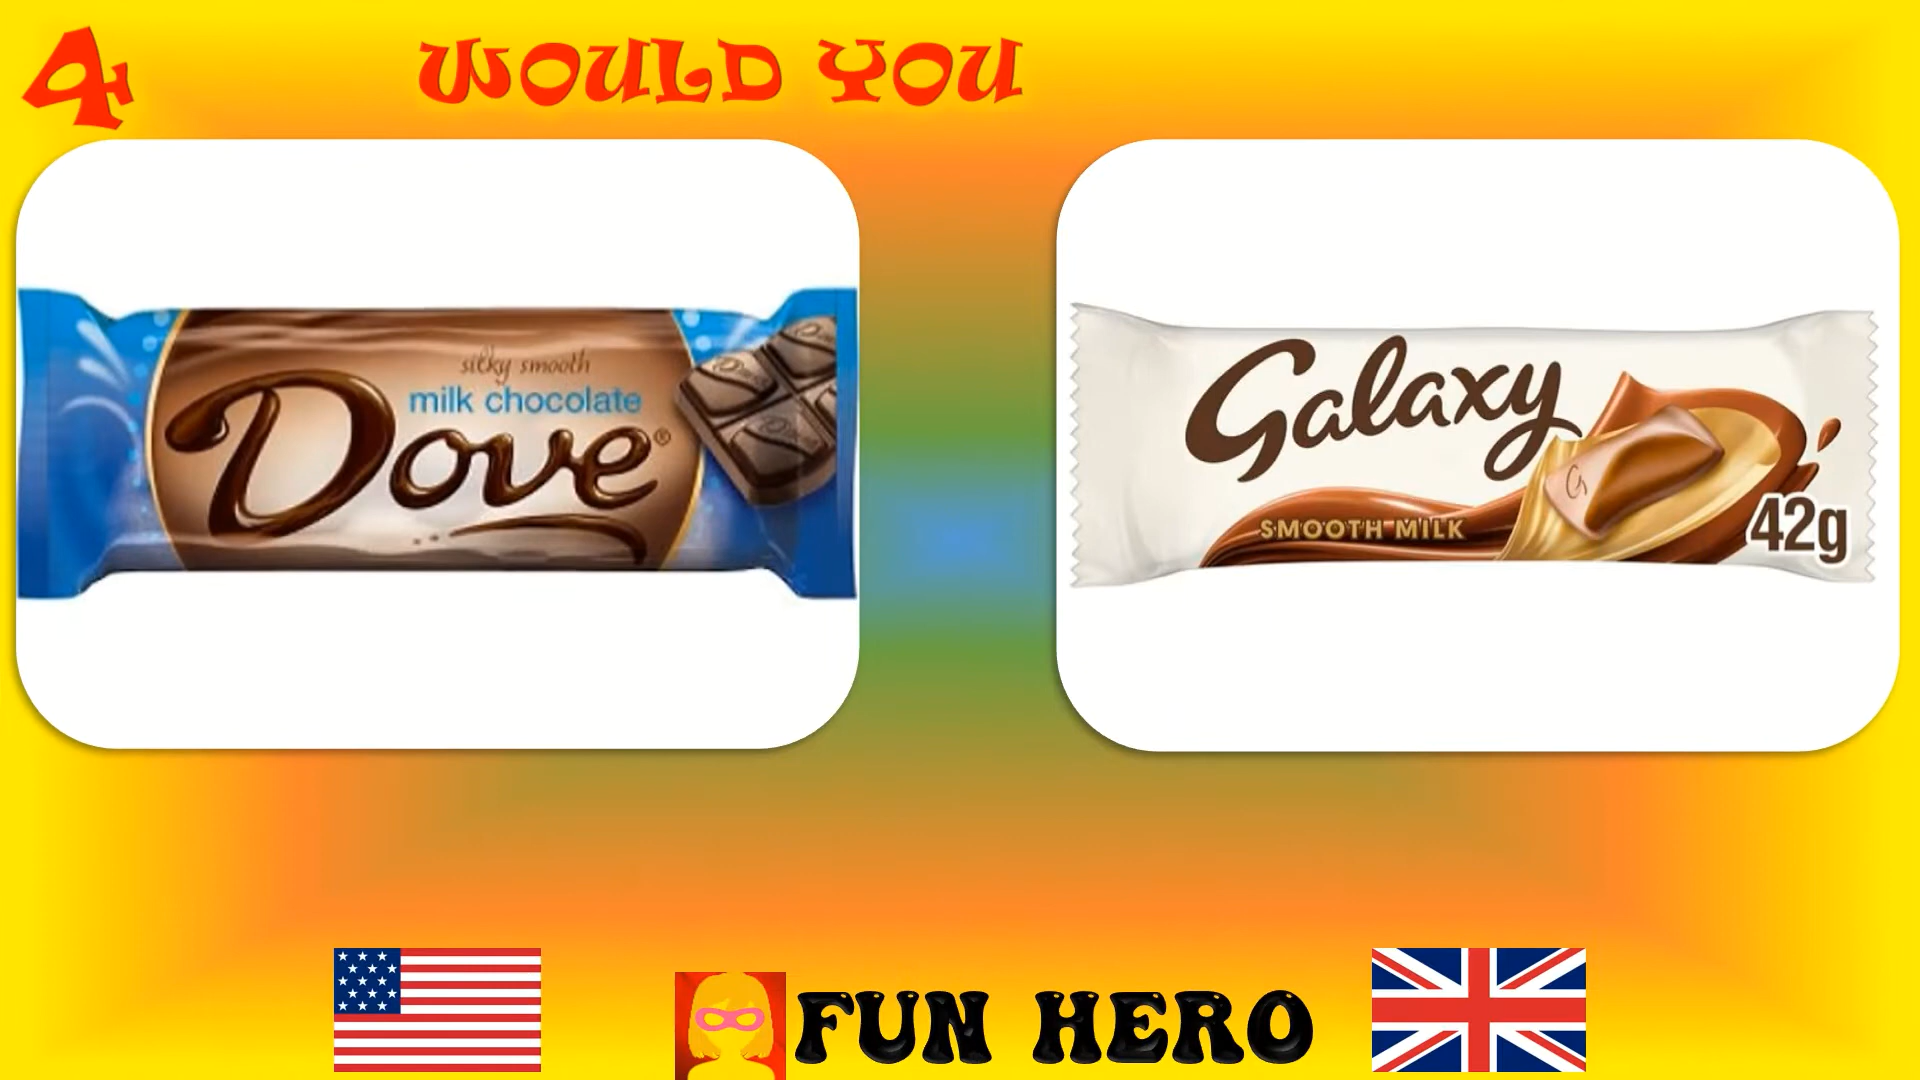 4
WOULD YOU
silky smooth
milk chocolate
Dove®
Galaxy
SMOOTH MILK
42g
FUN HERO